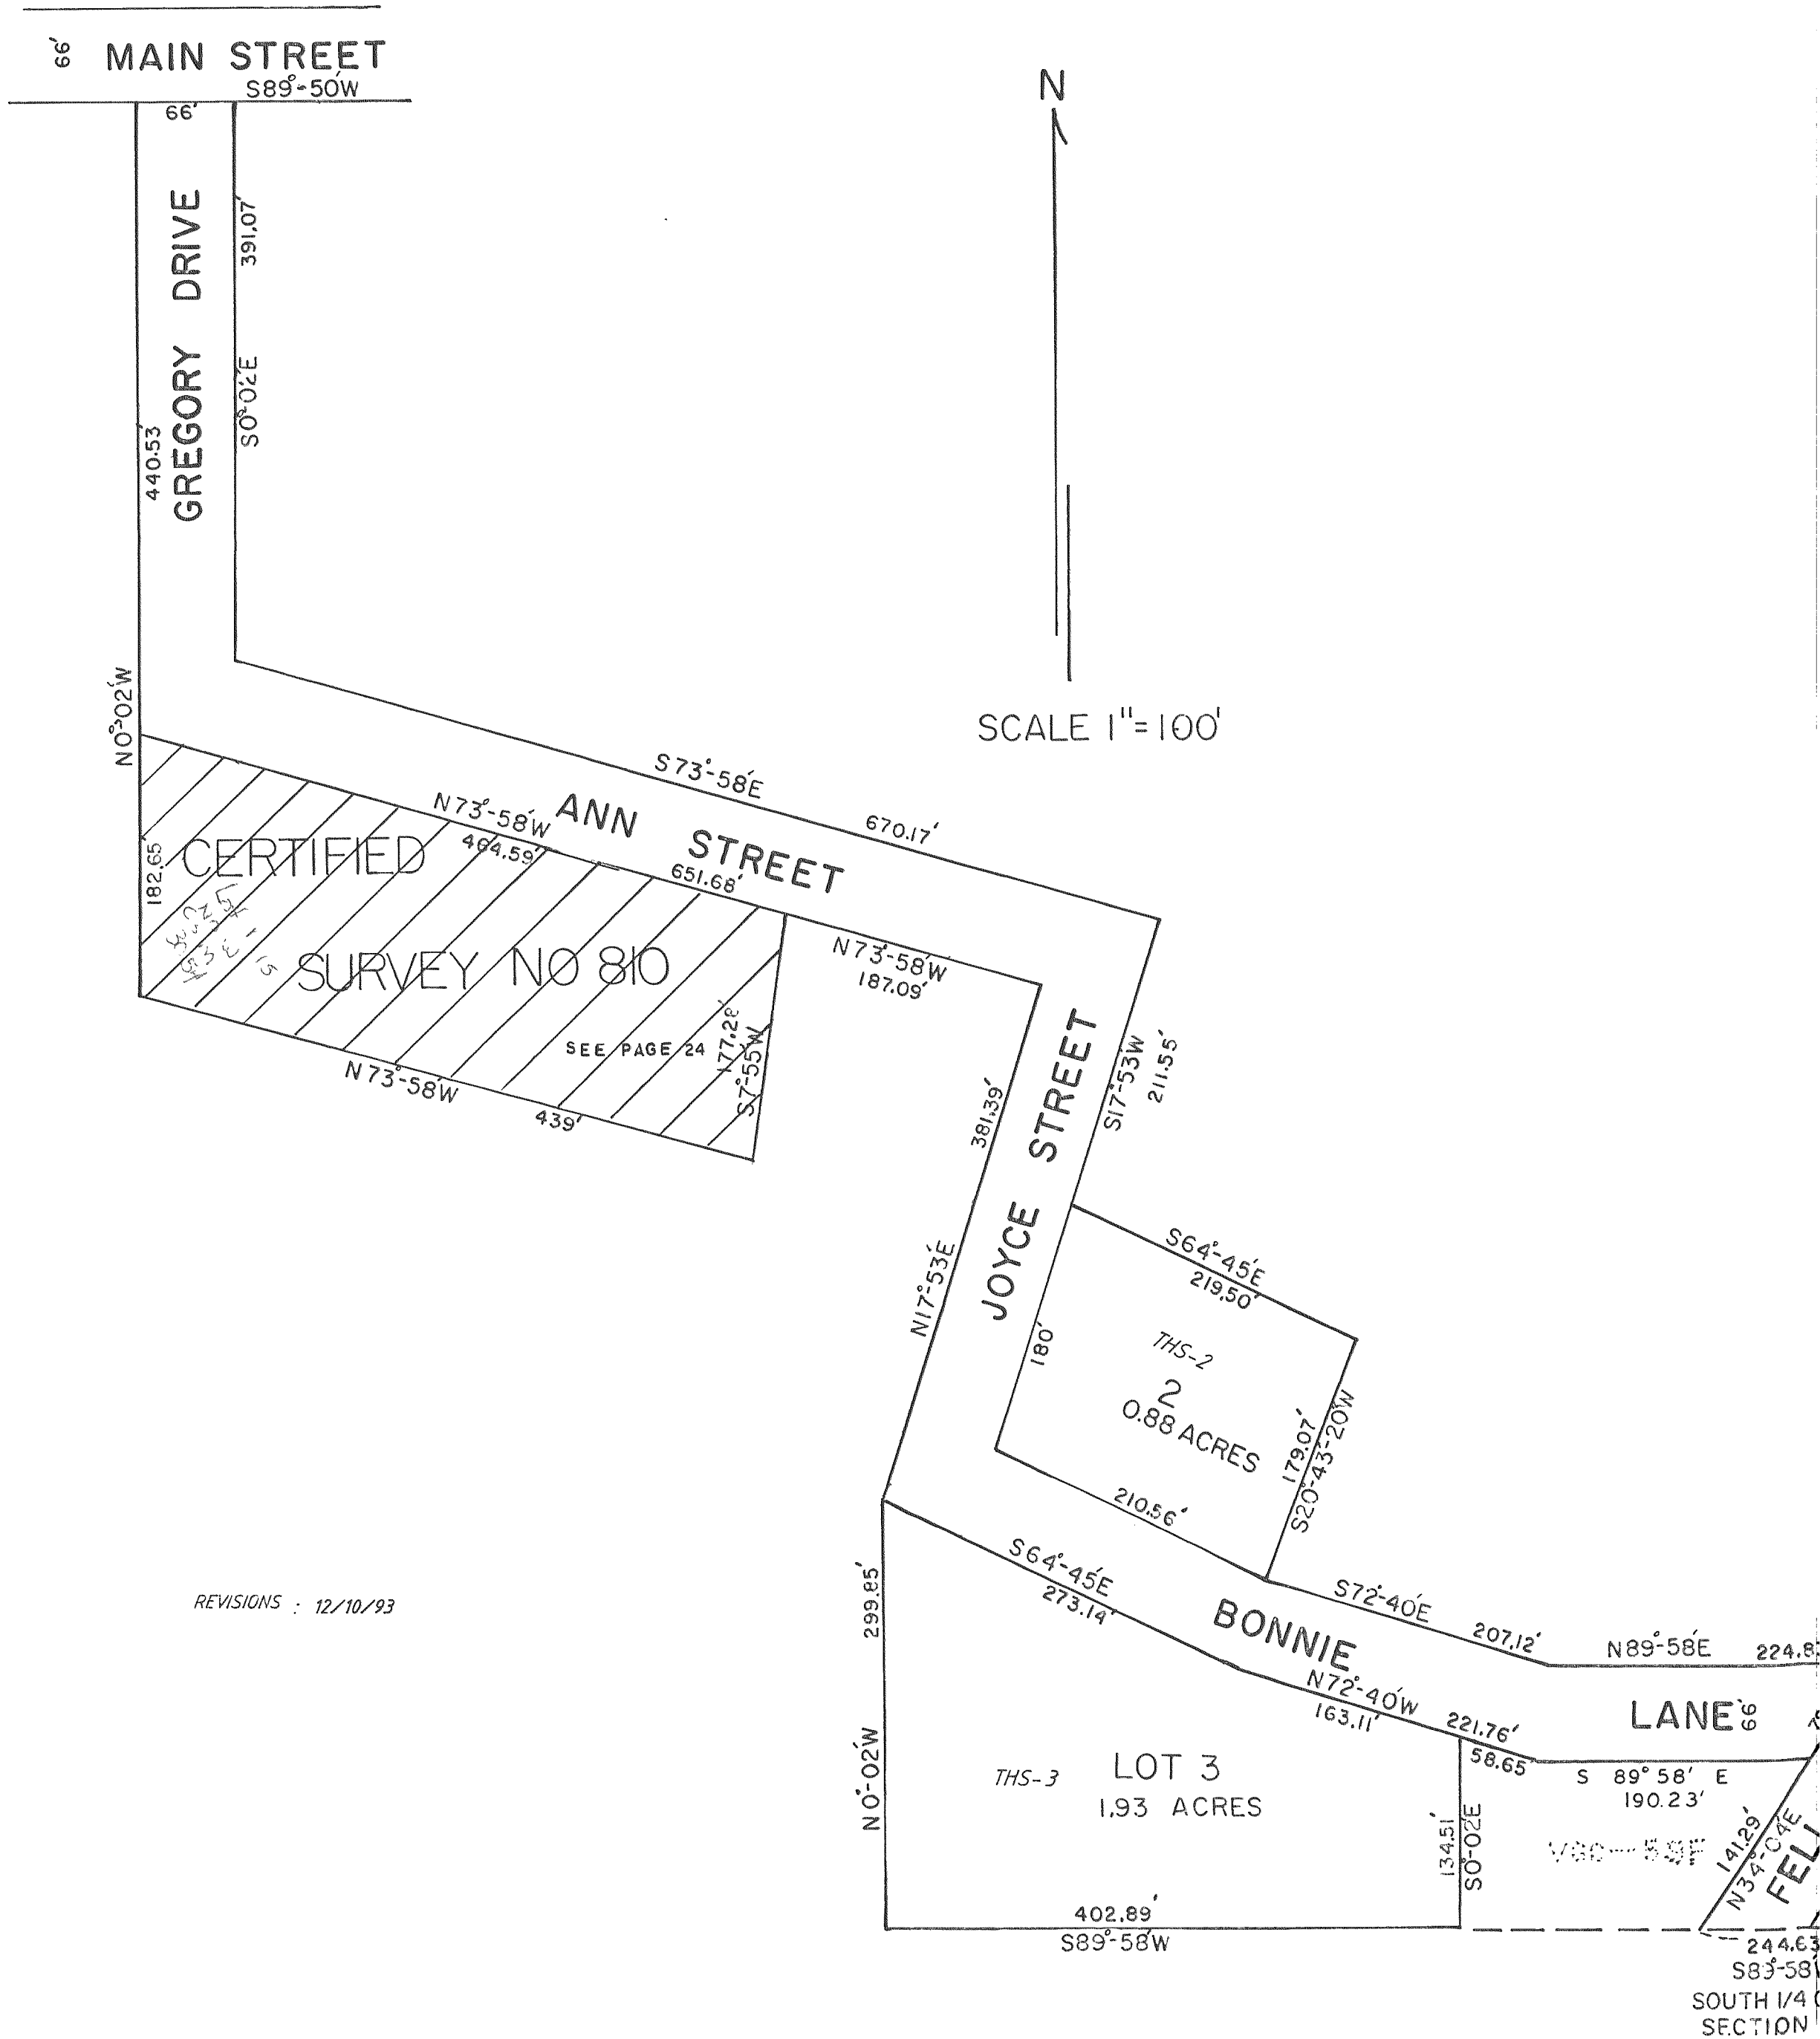 66'
MAIN STREET
S89°-50'W
66'
N
GREGORY DRIVE
391.07'
S0°-02'E
440.53'
N0°-02'W
SCALE 1"=100'
S73°-58'E
670.17'
ANN STREET
N73°-58'W
464.59'
651.68'
182.65'
CERTIFIED
SURVEY NO 810
SEE PAGE 24
177.28'
S7°-55'W
N73°-58'W
439'
N73°-58'W
187.09'
JOYCE STREET
S17°-53'W
211.55'
381.39'
N17°-53'E
S64°-45'E
219.50'
180'
THS-2
2
0.88 ACRES
179.07'
S20°-43'-20"W
210.56'
REVISIONS : 12/10/93
299.85'
N0°-02'W
S64°-45'E
273.14'
BONNIE
LANE
66'
S72°-40'E
207.12'
N89°-58'E
224.8
N72°-40'W
163.11'
221.76'
58.65'
S 89°58' E
190.23'
THS-3
LOT 3
1.93 ACRES
134.51'
S0°-02'E
141.29'
N34°-04'E
FELI
402.89'
S89°-58'W
244.63
S89°-58'
SOUTH 1/4
SECTION